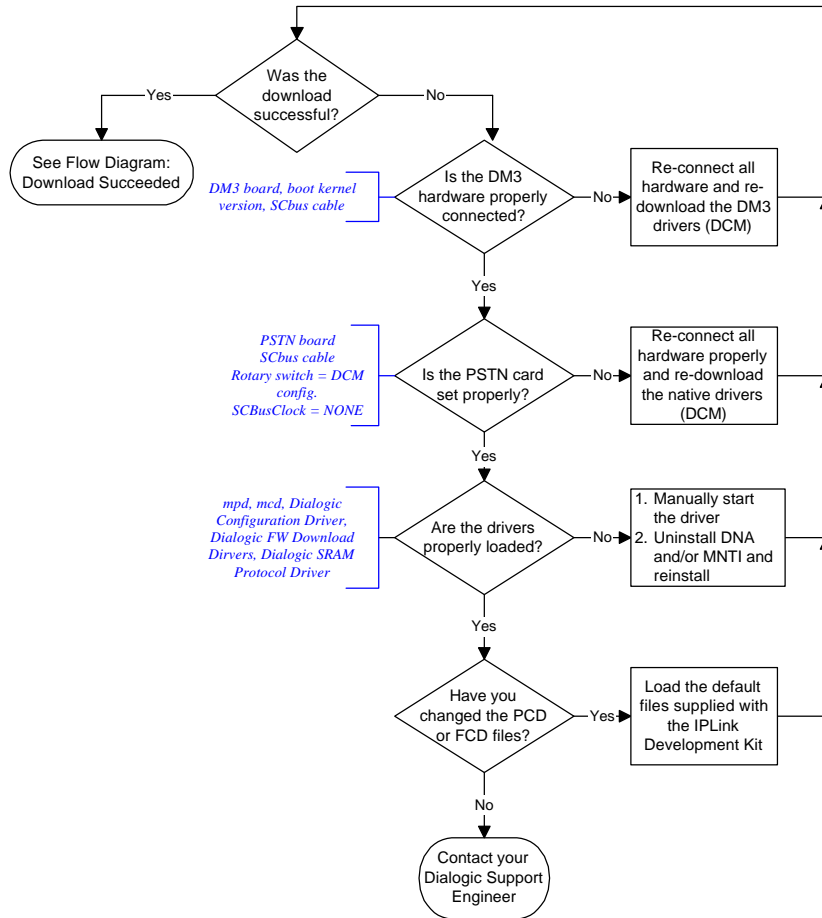 Was the
download
successful?
Yes
No
See Flow Diagram:
Download Succeeded
DM3 board, boot kernel
version, SCbus cable
Is the DM3
hardware properly
connected?
No
Re-connect all
hardware and re-
download the DM3
drivers (DCM)
Yes
PSTN board
SCbus cable
Rotary switch = DCM
config.
SCBusClock = NONE
Is the PSTN card
set properly?
No
Re-connect all
hardware properly
and re-download
the native drivers
(DCM)
Yes
mpd, mcd, Dialogic
Configuration Driver,
Dialogic FW Download
Dirvers, Dialogic SRAM
Protocol Driver
Are the drivers
properly loaded?
No
1. Manually start
the driver
2. Uninstall DNA
and/or MNTI and
reinstall
Yes
Have you
changed the PCD
or FCD files?
Yes
Load the default
files supplied with
the IPLink
Development Kit
No
Contact your
Dialogic Support
Engineer